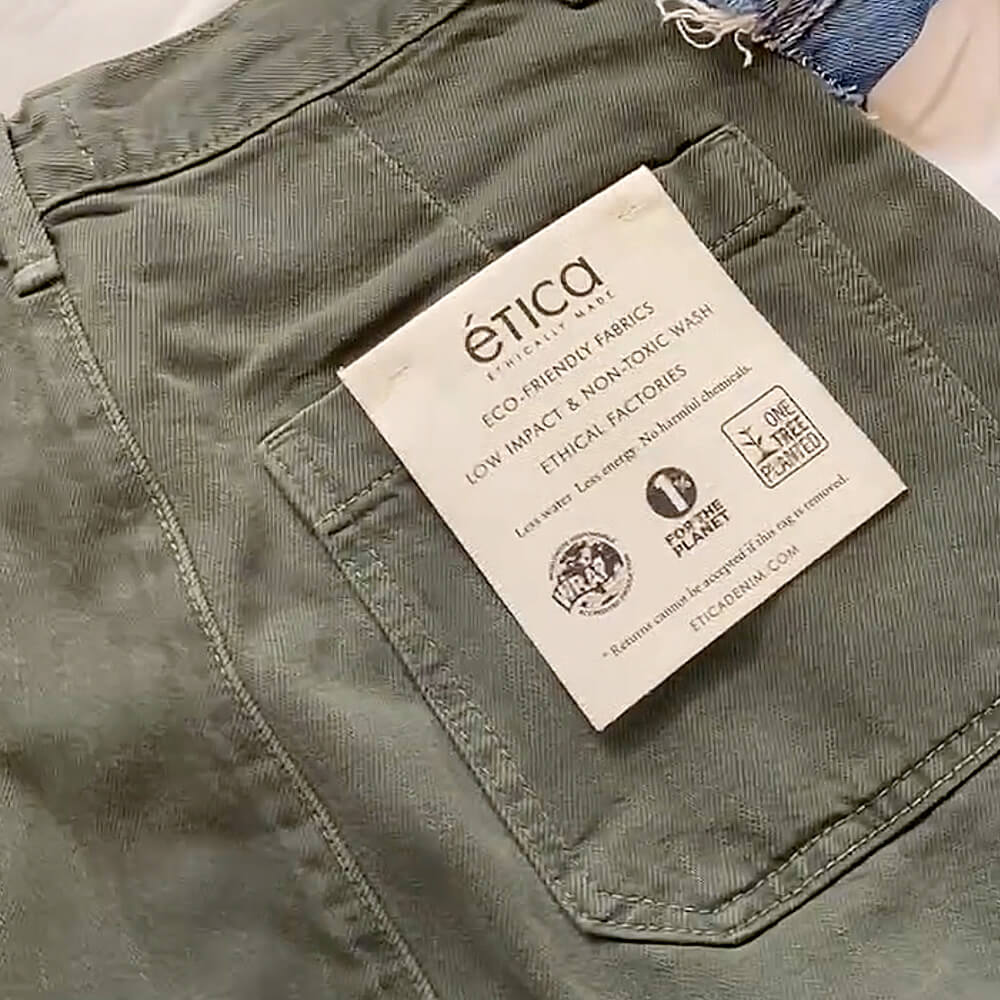 éTICa
ETHICALLY MADE
ECO-FRIENDLY FABRICS
LOW IMPACT & NON-TOXIC WASH
ETHICAL FACTORIES
Less water. Less energy. No harmful chemicals.
WRAP
1%
FOR THE
PLANET
ONE
TREE
PLANTED
* Returns cannot be accepted if this tag is removed.
ETICADENIM.COM